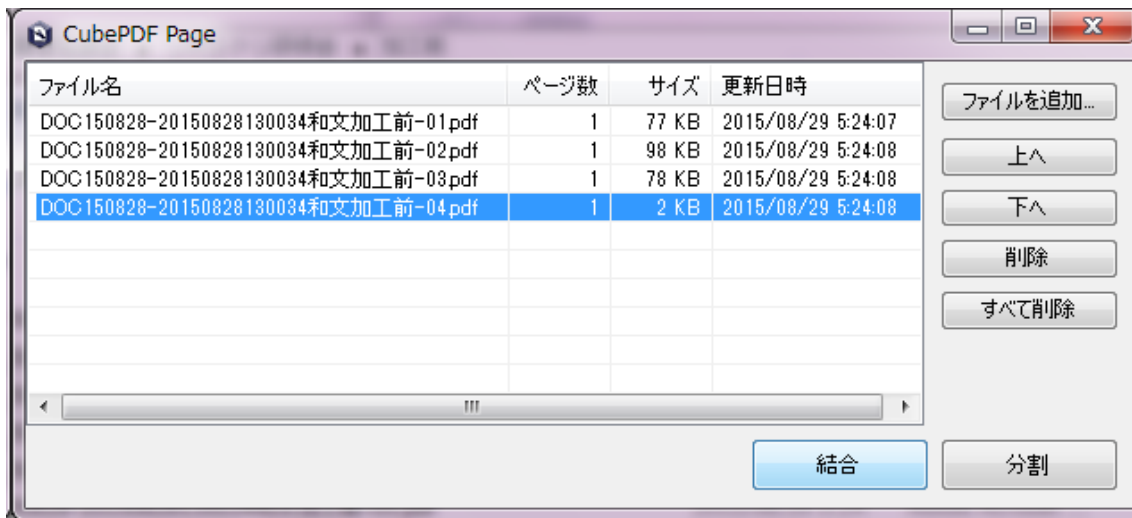 CubePDF Page
ファイル名 ページ数 サイズ 更新日時
DOC150828-20150828130034和文加工前-01.pdf 1 77 KB 2015/08/29 5:24:07
DOC150828-20150828130034和文加工前-02.pdf 1 98 KB 2015/08/29 5:24:08
DOC150828-20150828130034和文加工前-03.pdf 1 78 KB 2015/08/29 5:24:08
DOC150828-20150828130034和文加工前-04.pdf 1 2 KB 2015/08/29 5:24:08
ファイルを追加...
上へ
下へ
削除
すべて削除
結合
分割